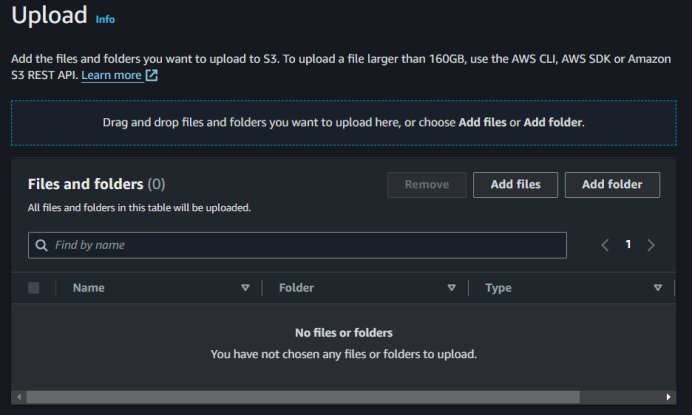 Upload Info
Add the files and folders you want to upload to S3. To upload a file larger than 160GB, use the AWS CLI, AWS SDK or Amazon
S3 REST API. Learn more
Drag and drop files and folders you want to upload here, or choose Add files or Add folder.
Files and folders (0)
Remove
Add files
Add folder
All files and folders in this table will be uploaded.
Find by name
1
Name
Folder
Type
No files or folders
You have not chosen any files or folders to upload.